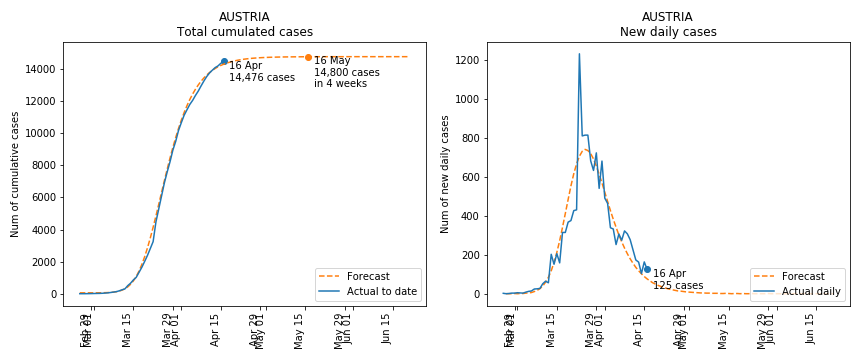 AUSTRIA
Total cumulated cases
Num of cumulative cases
14000
12000
10000
8000
6000
4000
2000
0
16 Apr
14,476 cases
16 May
14,800 cases
in 4 weeks
Forecast
Actual to date
Feb 29
Mar 01
Mar 15
Mar 29
Apr 01
Apr 15
Apr 29
May 01
May 15
May 29
Jun 01
Jun 15
AUSTRIA
New daily cases
Num of new daily cases
1200
1000
800
600
400
200
0
16 Apr
125 cases
Forecast
Actual daily
Feb 29
Mar 01
Mar 15
Mar 29
Apr 01
Apr 15
Apr 29
May 01
May 15
May 29
Jun 01
Jun 15